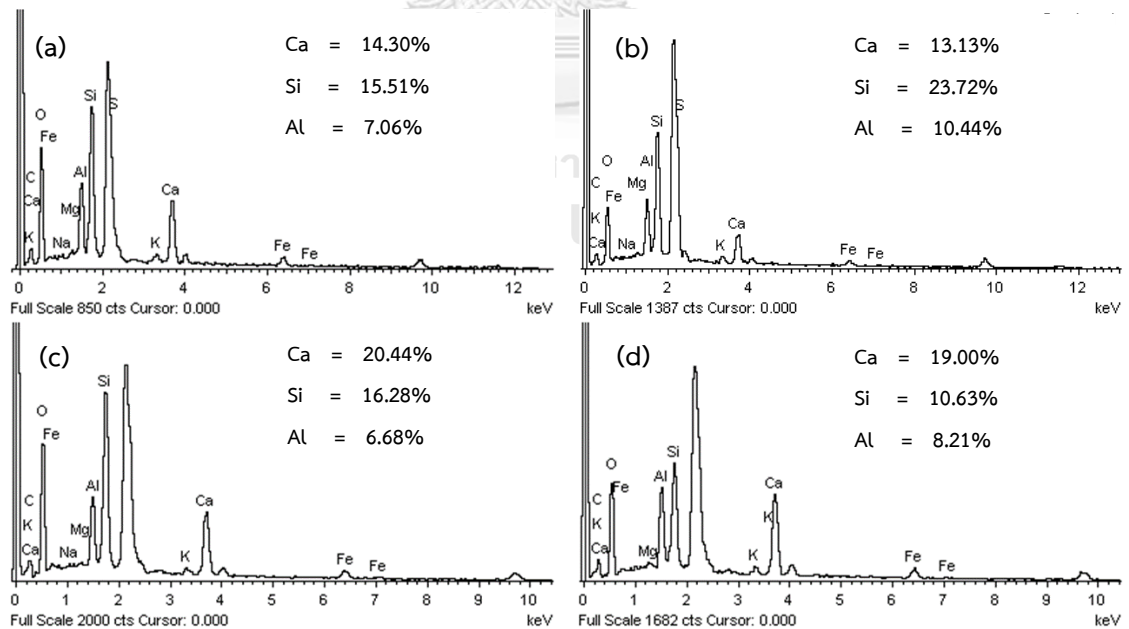 (a)
Ca = 14.30%
Si = 15.51%
Al = 7.06%
Si
S
O
Fe
Al
C
Ca
Mg
K
Na
Ca
K
Fe
Fe
0 2 4 6 8 10 12
Full Scale 850 cts Cursor: 0.000 keV
(b)
Ca = 13.13%
Si = 23.72%
Al = 10.44%
S
Si
O
Al
C
Mg
K
Fe
Ca
Na
Ca
K
Fe
Fe
0 2 4 6 8 10 12
Full Scale 1387 cts Cursor: 0.000 keV
(c)
Ca = 20.44%
Si = 16.28%
Al = 6.68%
Si
O
Fe
Al
C
K
Mg
Ca
Na
Ca
K
Fe
Fe
0 1 2 3 4 5 6 7 8 9 10
Full Scale 2000 cts Cursor: 0.000 keV
(d)
Ca = 19.00%
Si = 10.63%
Al = 8.21%
Si
O
Al
Fe
C
K
Ca
Mg
Ca
K
K
Fe
Fe
0 1 2 3 4 5 6 7 8 9 10
Full Scale 1682 cts Cursor: 0.000 keV